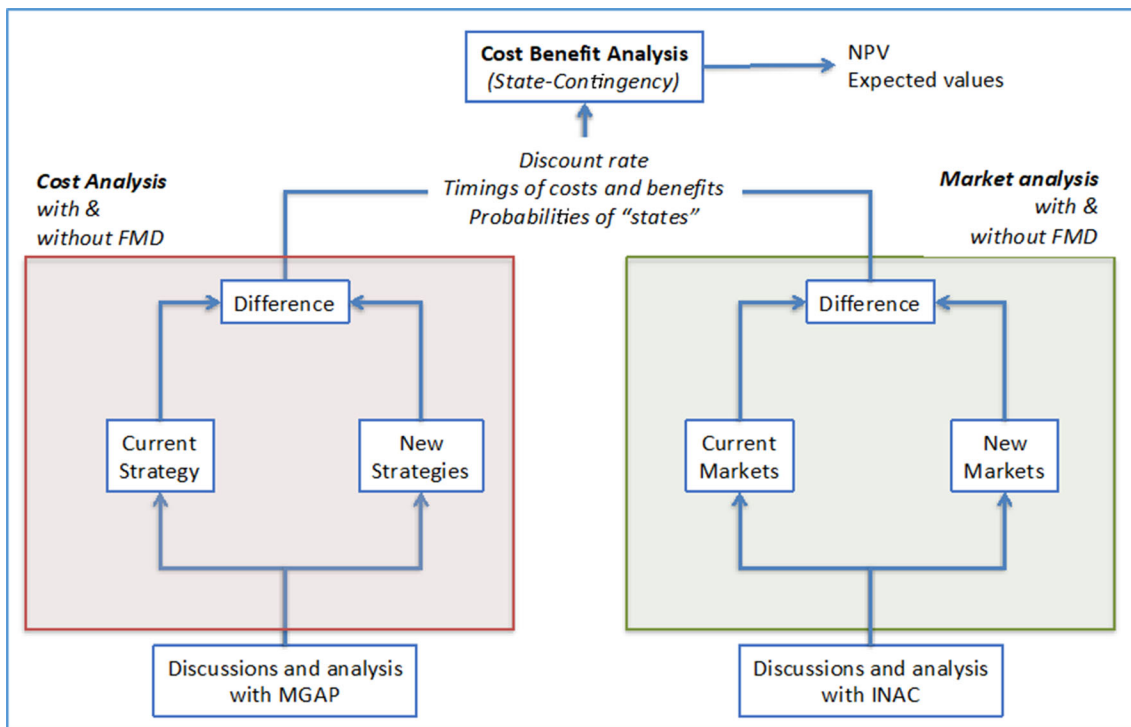 Cost Benefit Analysis
(State-Contingency)
NPV
Expected values
Discount rate
Timings of costs and benefits
Probabilities of “states”
Cost Analysis
with &
without FMD
Market analysis
with &
without FMD
Difference
Difference
Current
Strategy
New
Strategies
Current
Markets
New
Markets
Discussions and analysis
with MGAP
Discussions and analysis
with INAC